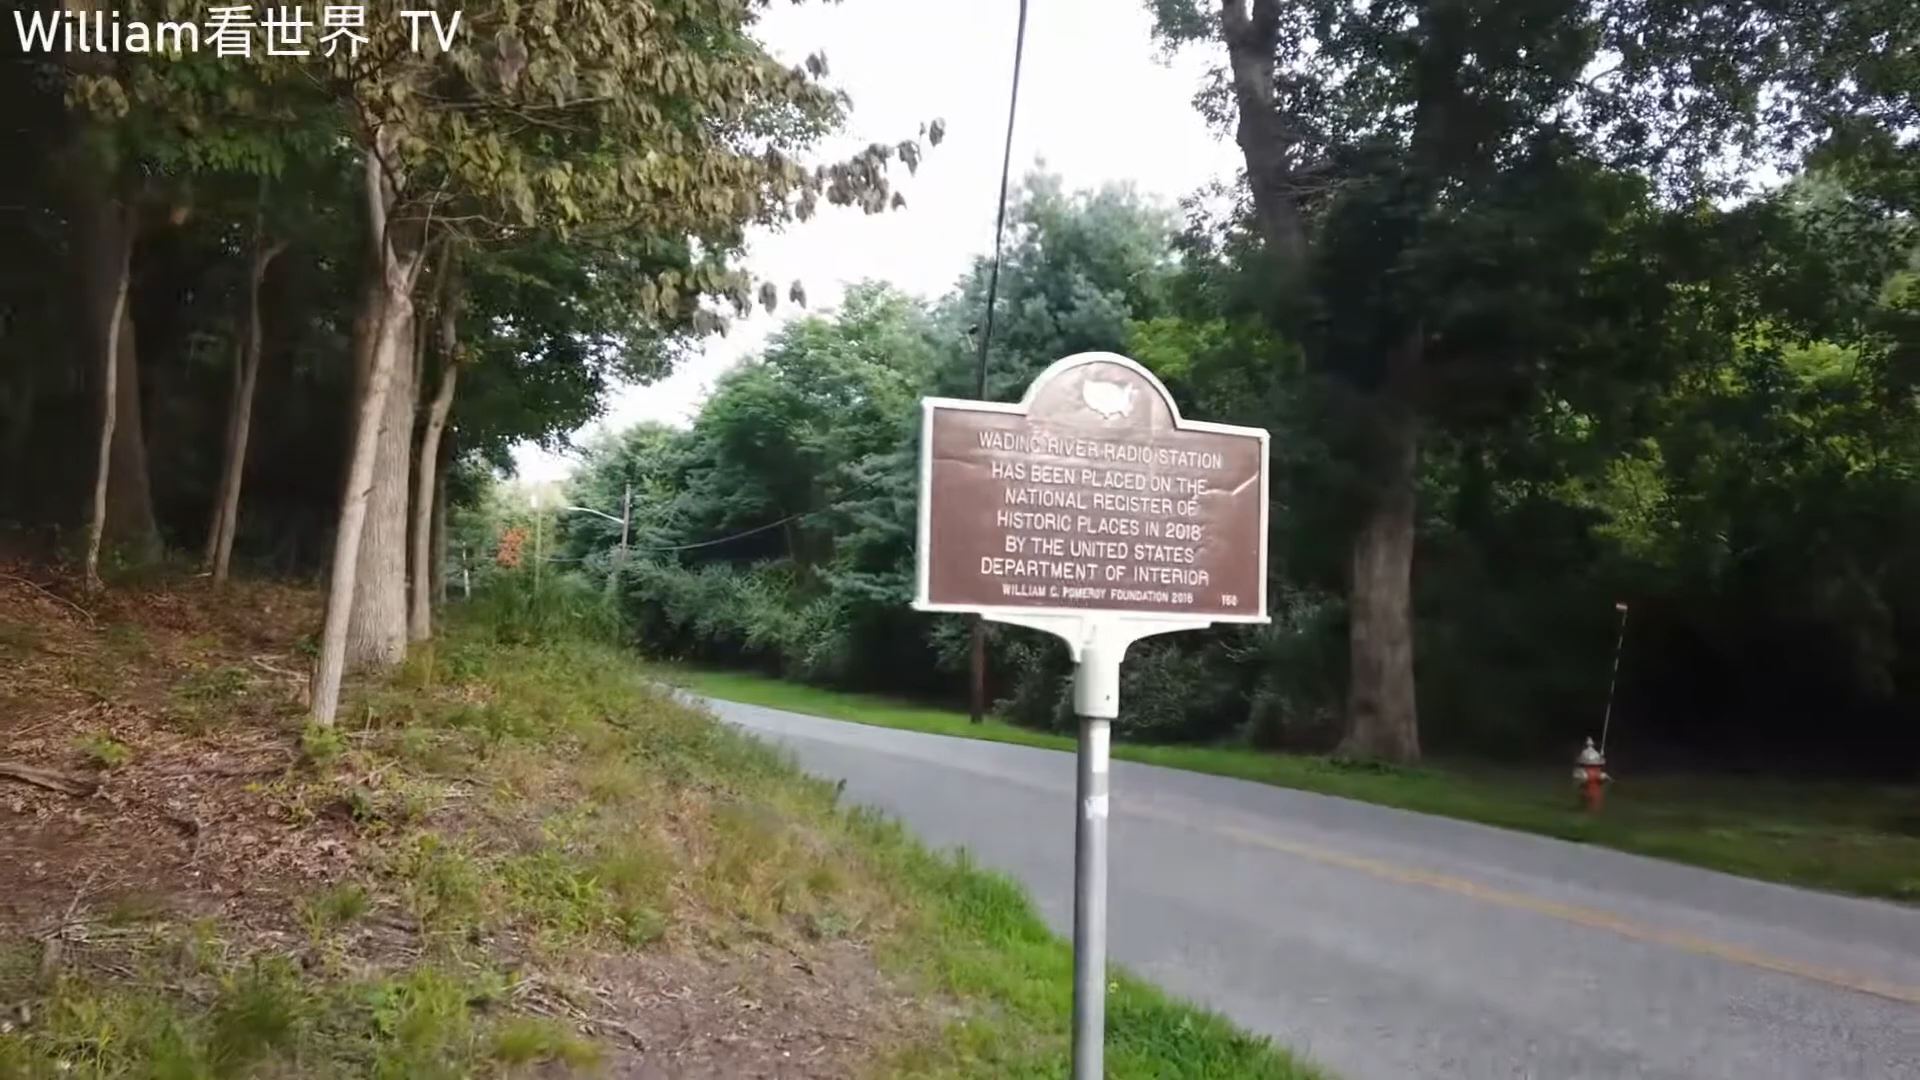 William看世界 TV
WADING RIVER RADIO STATION
HAS BEEN PLACED ON THE
NATIONAL REGISTER OF
HISTORIC PLACES IN 2018
BY THE UNITED STATES
DEPARTMENT OF INTERIOR
WILLIAM G. POMEROY FOUNDATION 2018